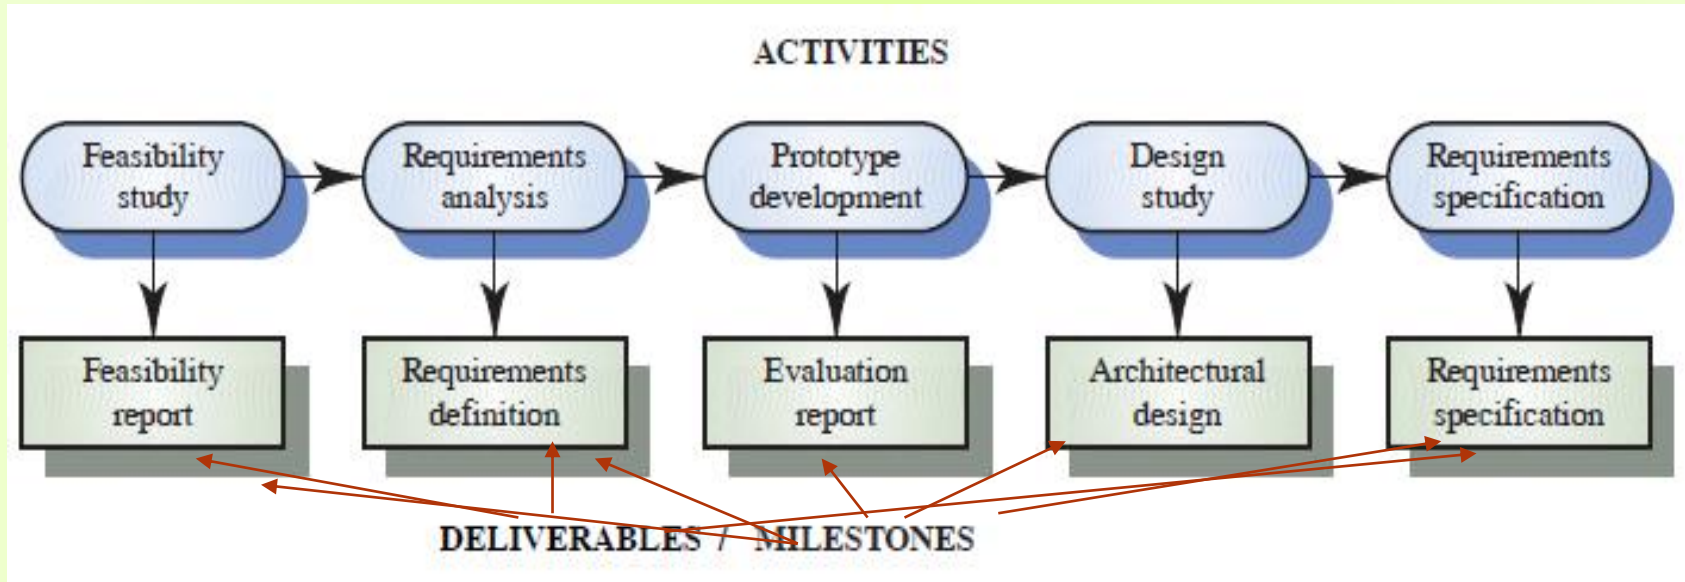 ACTIVITIES
Feasibility
study
Requirements
analysis
Prototype
development
Design
study
Requirements
specification
Feasibility
report
Requirements
definition
Evaluation
report
Architectural
design
Requirements
specification
DELIVERABLES / MILESTONES